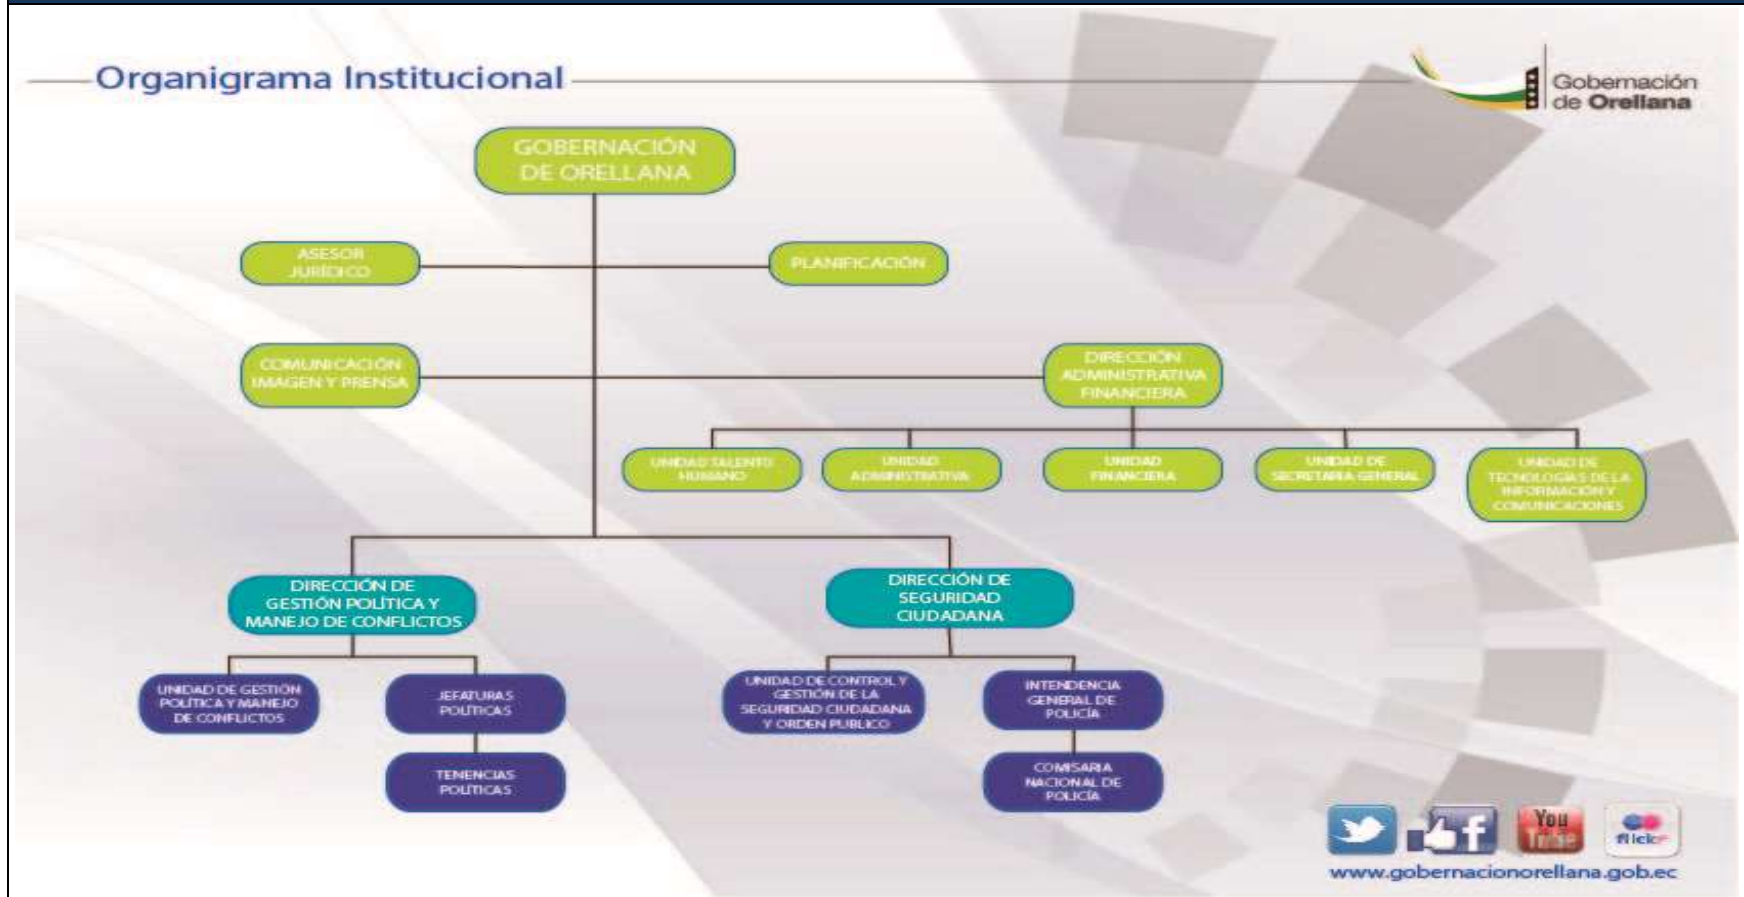 Organigrama Institucional
Gobernación
de Orellana
GOBERNACIÓN
DE ORELLANA
ASESOR
JURÍDICO
PLANIFICACIÓN
COMUNICACIÓN
IMAGEN Y PRENSA
DIRECCIÓN
ADMINISTRATIVA
FINANCIERA
UNIDAD TALENTO
HUMANO
UNIDAD
ADMINISTRATIVA
UNIDAD
FINANCIERA
UNIDAD DE
SECRETARIA GENERAL
UNIDAD DE
TECNOLOGÍAS DE LA
INFORMACIÓN Y
COMUNICACIONES
DIRECCIÓN DE
GESTIÓN POLÍTICA Y
MANEJO DE CONFLICTOS
DIRECCIÓN DE
SEGURIDAD
CIUDADANA
UNIDAD DE GESTIÓN
POLÍTICA Y MANEJO
DE CONFLICTOS
JEFATURAS
POLÍTICAS
UNIDAD DE CONTROL Y
GESTIÓN DE LA
SEGURIDAD CIUDADANA
Y ORDEN PUBLICO
INTENDENCIA
GENERAL DE
POLICÍA
TENENCIAS
POLÍTICAS
COMISARIA
NACIONAL DE
POLICÍA
f
You
Tube
flickr
www.gobernacionorellana.gob.ec